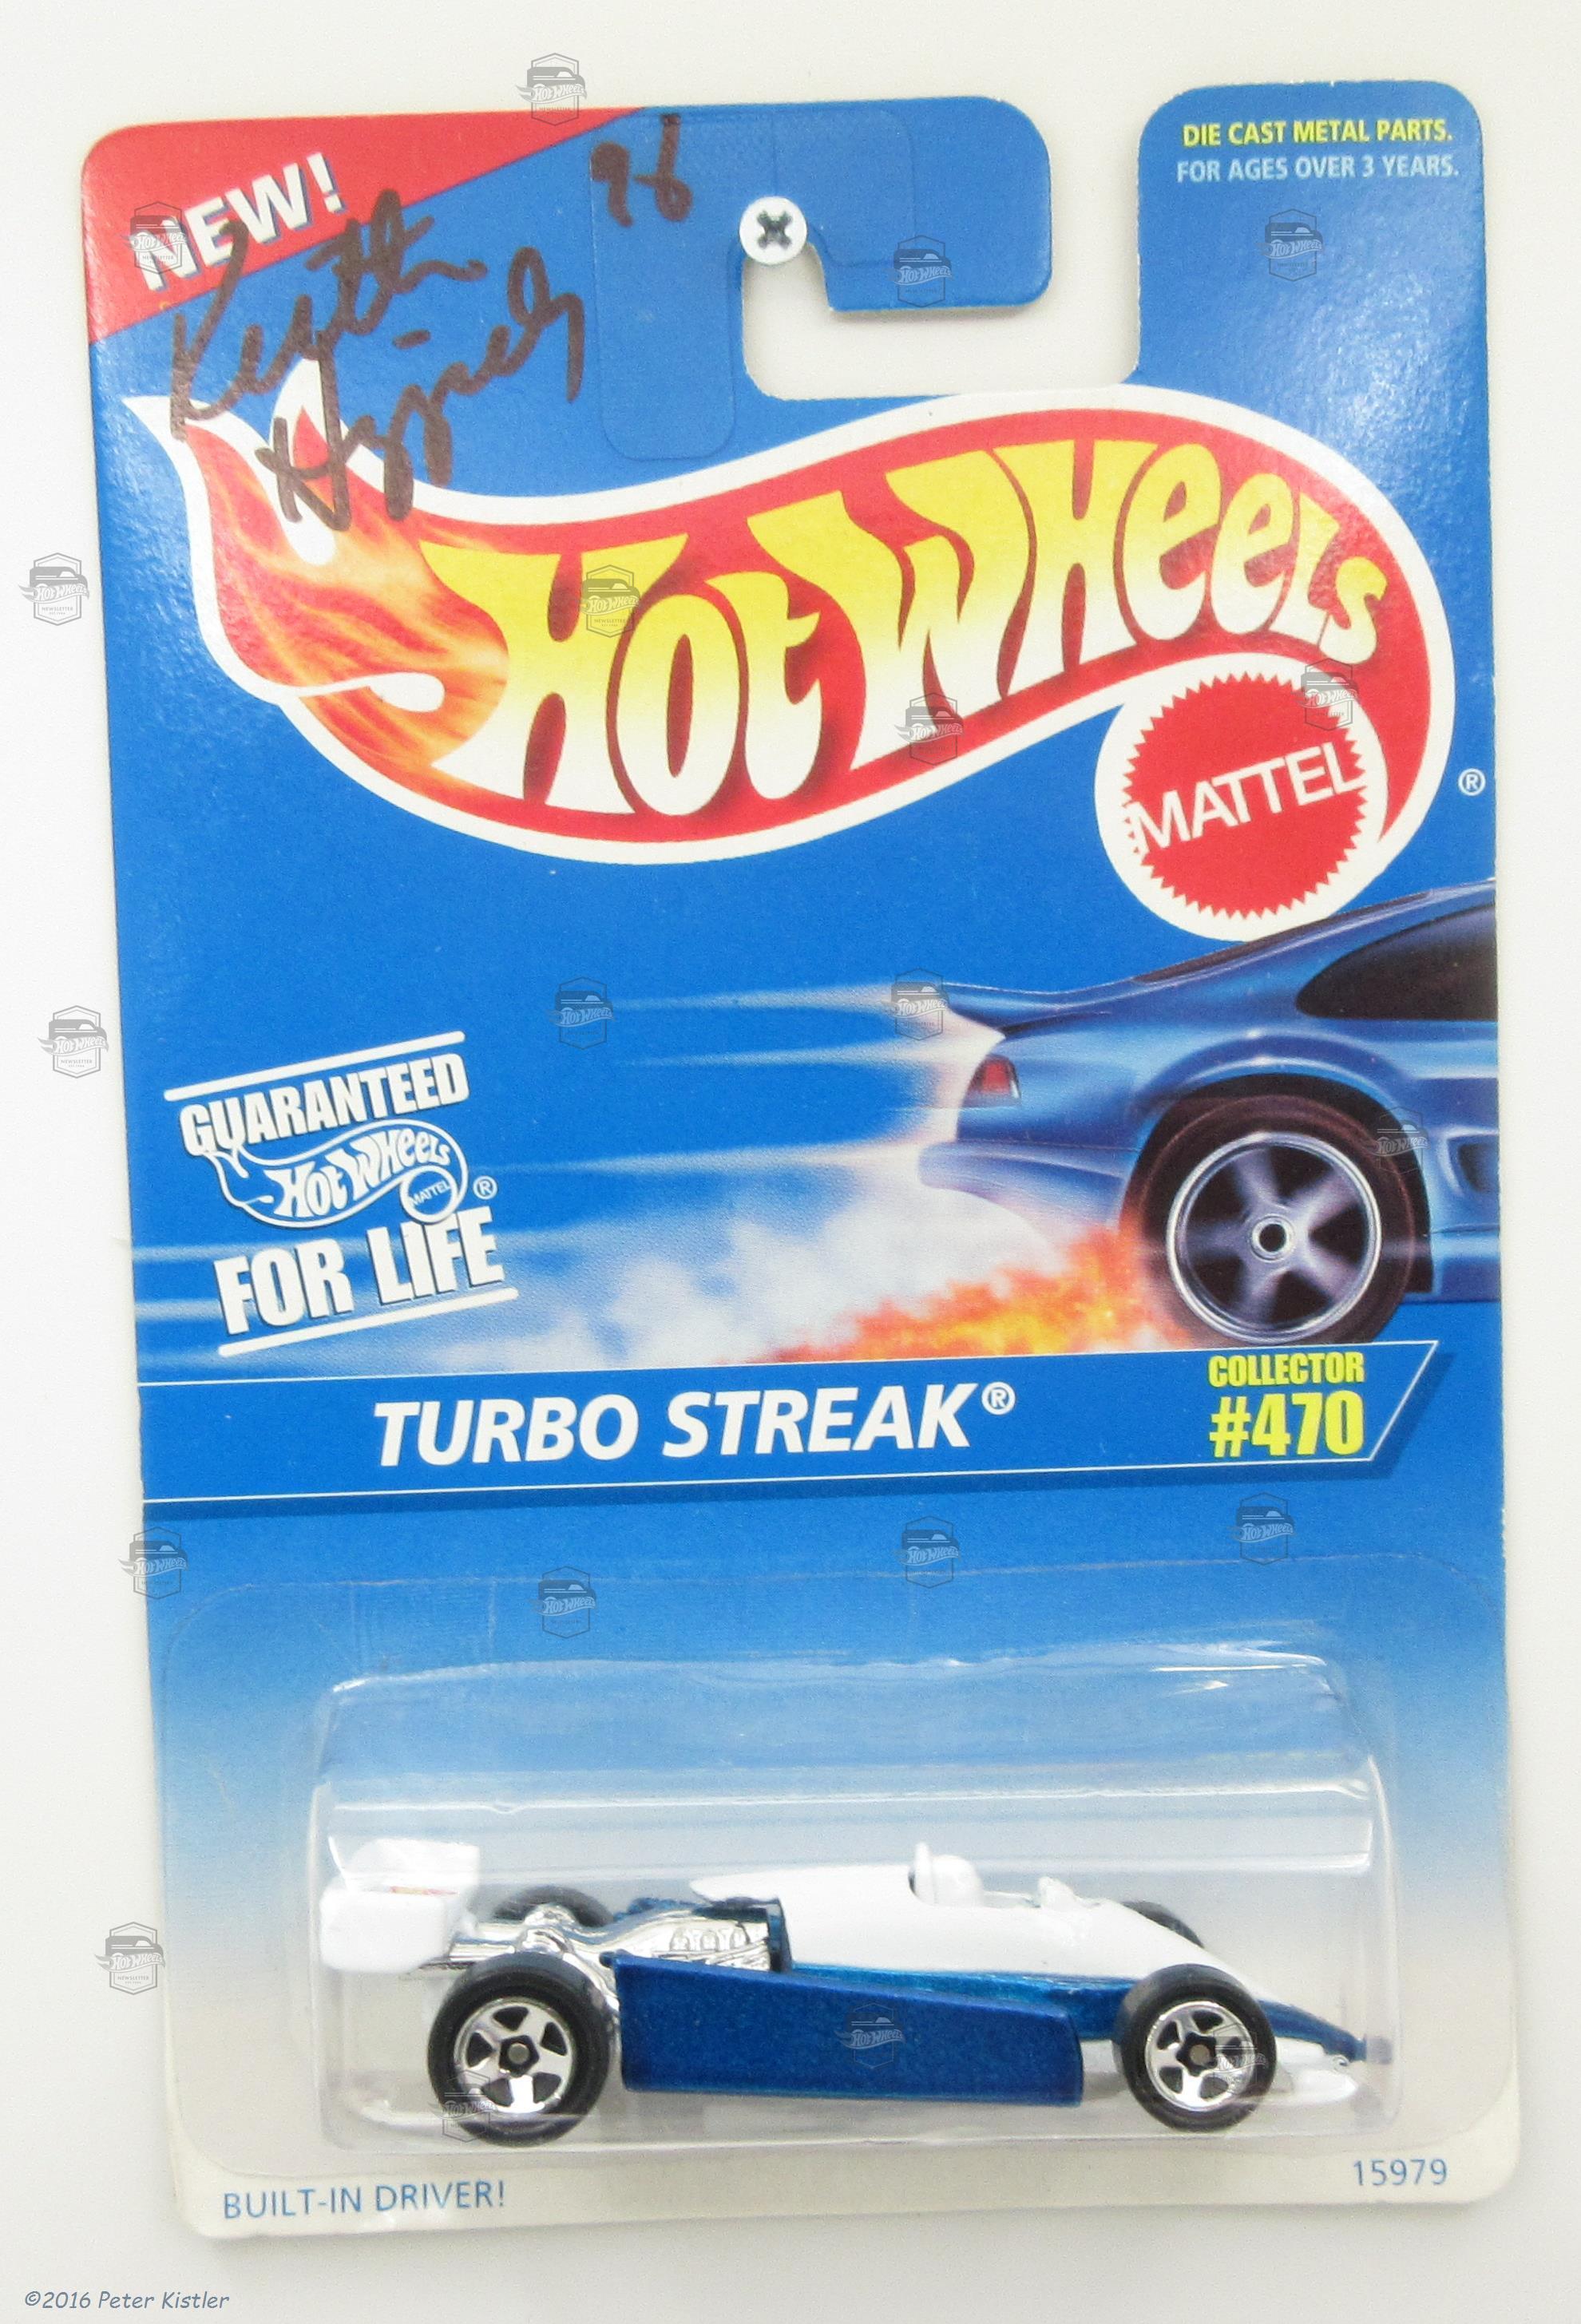 NEW!
96
DIE CAST METAL PARTS.
FOR AGES OVER 3 YEARS.
HOT WHEELS
MATTEL
®
GUARANTEED
HOT WHEELS
MATTEL
®
FOR LIFE
TURBO STREAK®
COLLECTOR
#470
BUILT-IN DRIVER!
15979
©2016 Peter Kistler